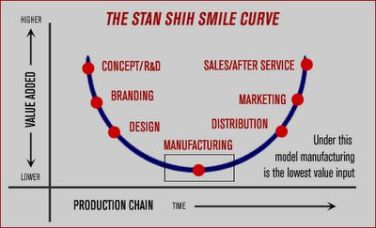 THE STAN SHIH SMILE CURVE
HIGHER
VALUE ADDED
LOWER
CONCEPT/R&D
BRANDING
DESIGN
MANUFACTURING
SALES/AFTER SERVICE
MARKETING
DISTRIBUTION
Under this
model manufacturing
is the lowest value input
PRODUCTION CHAIN TIME